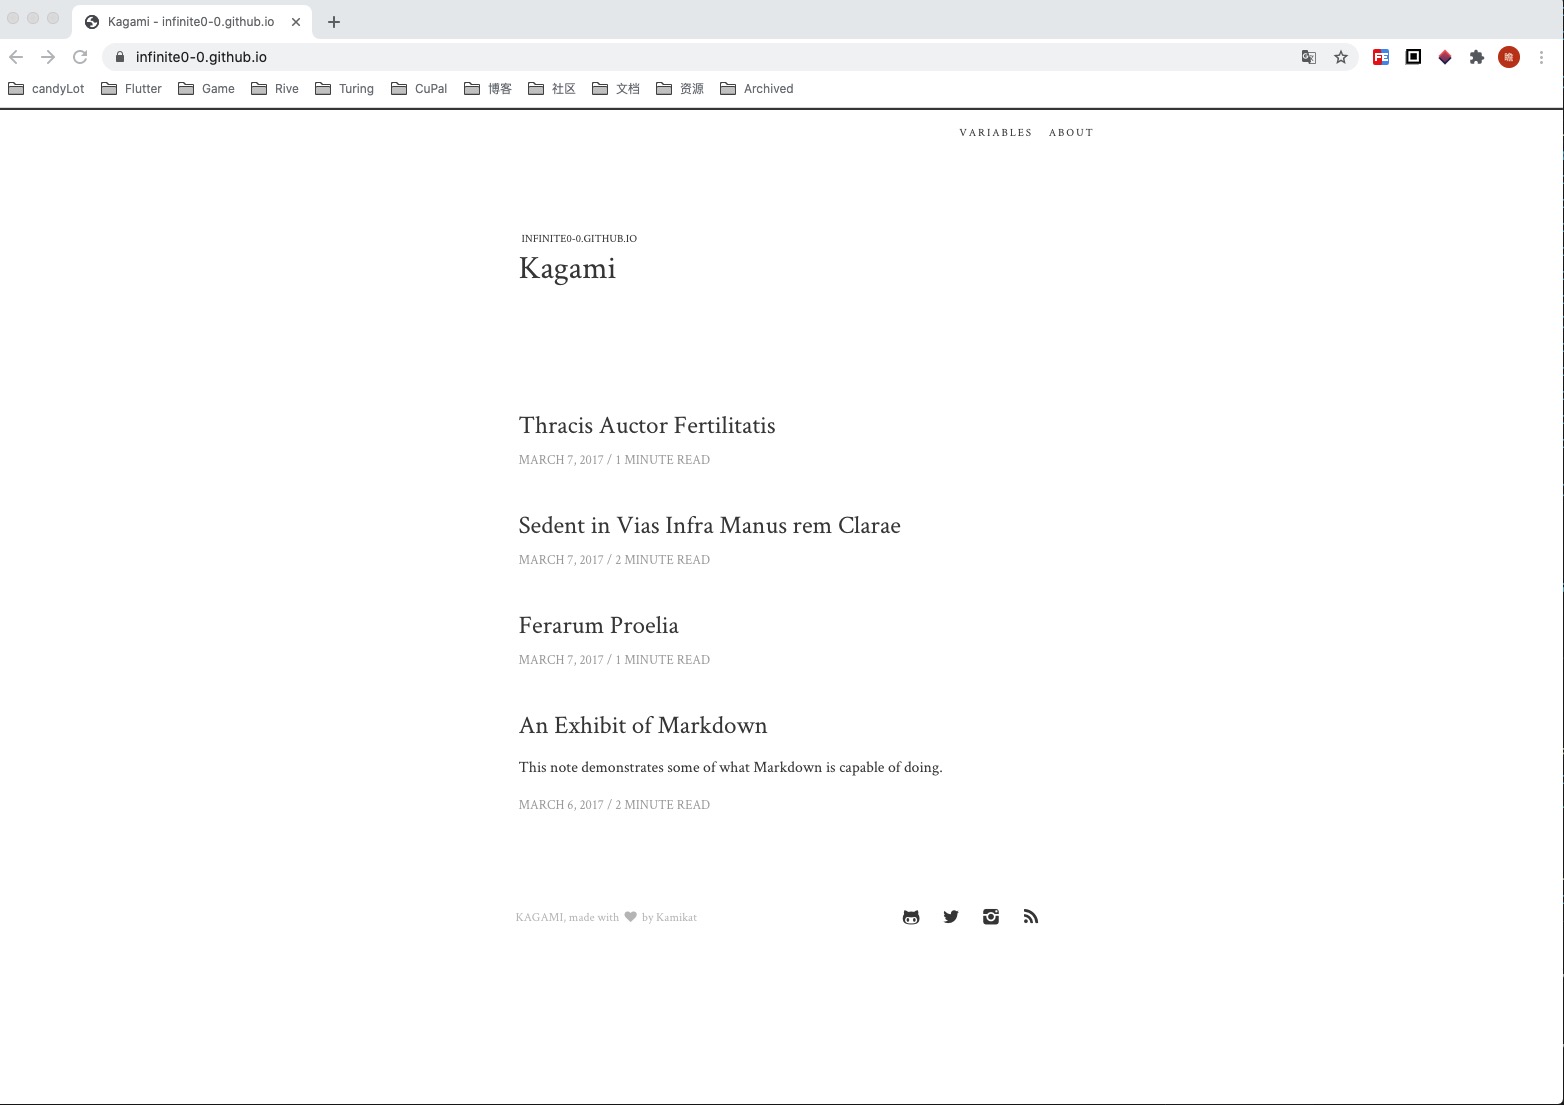 Kagami - infinite0-0.github.io
infinite0-0.github.io
candyLot Flutter Game Rive Turing CuPal 博客 社区 文档 资源 Archived
VARIABLES ABOUT
INFINITE0-0.GITHUB.IO
Kagami
Thracis Auctor Fertilitatis
MARCH 7, 2017 / 1 MINUTE READ
Sedent in Vias Infra Manus rem Clarae
MARCH 7, 2017 / 2 MINUTE READ
Ferarum Proelia
MARCH 7, 2017 / 1 MINUTE READ
An Exhibit of Markdown
This note demonstrates some of what Markdown is capable of doing.
MARCH 6, 2017 / 2 MINUTE READ
KAGAMI, made with by Kamikat